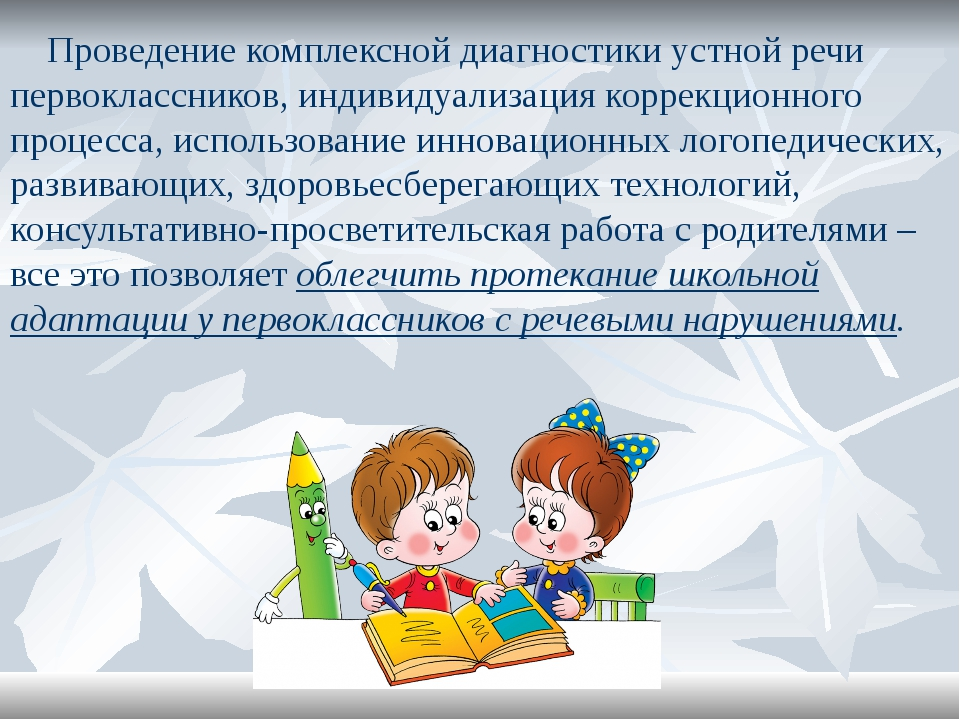 Проведение комплексной диагностики устной речи
первоклассников, индивидуализация коррекционного
процесса, использование инновационных логопедических,
развивающих, здоровьесберегающих технологий,
консультативно-просветительская работа с родителями –
все это позволяет облегчить протекание школьной
адаптации у первоклассников с речевыми нарушениями.